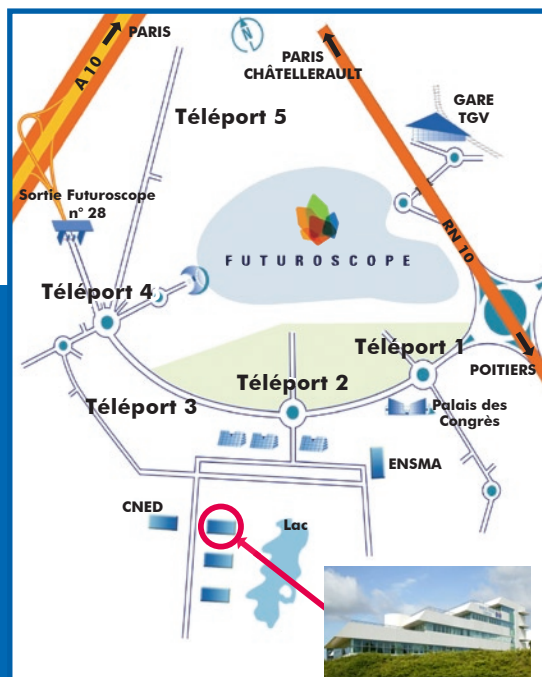 PARIS
A 10
N
PARIS
CHÂTELLERAULT
GARE
TGV
Téléport 5
Sortie Futuroscope
n° 28
RN 10
FUTUROSCOPE
Téléport 4
Téléport 1
POITIERS
Téléport 2
Téléport 3
Palais des
Congrès
ENSMA
CNED
Lac